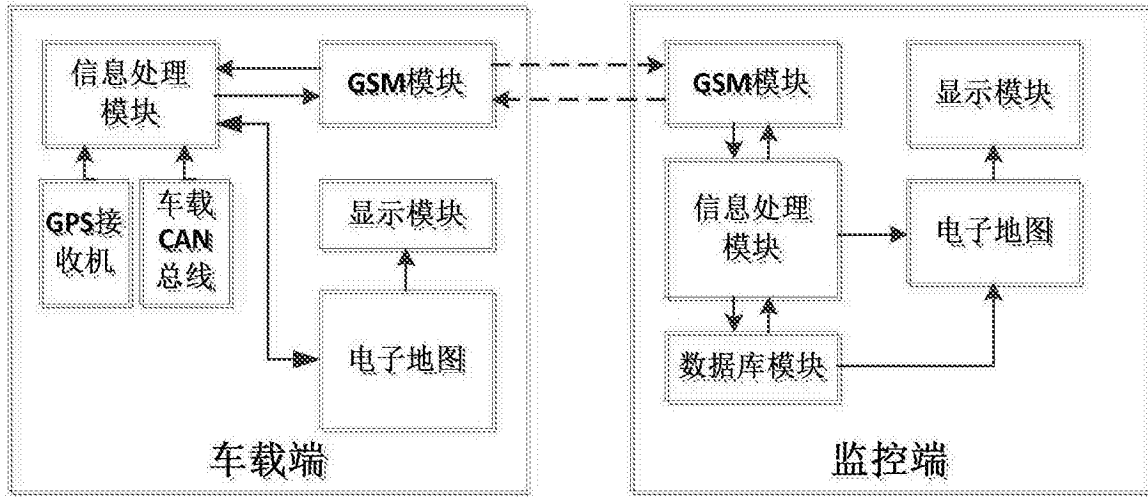 信息处理
模块
GSM模块
GPS接
收机
车载
CAN
总线
显示模块
电子地图
车载端
GSM模块
显示模块
信息处理
模块
电子地图
数据库模块
监控端